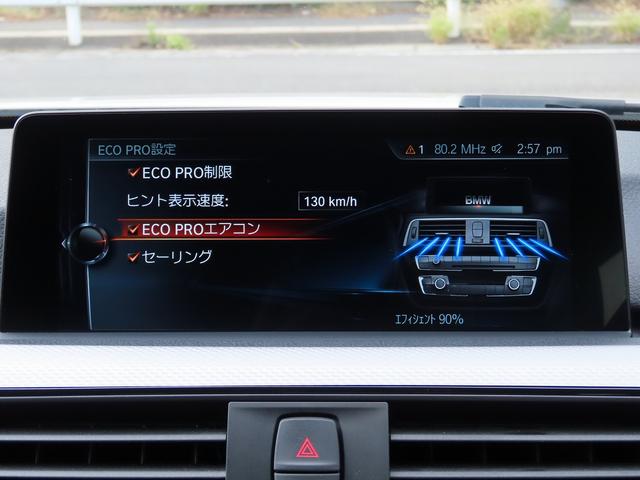 ECO PRO設定
1 80.2 MHz 2:57 pm
ECO PRO制限
ヒント表示速度: 130 km/h
ECO PROエアコン
セーリング
BMW
エフィシェント 90%